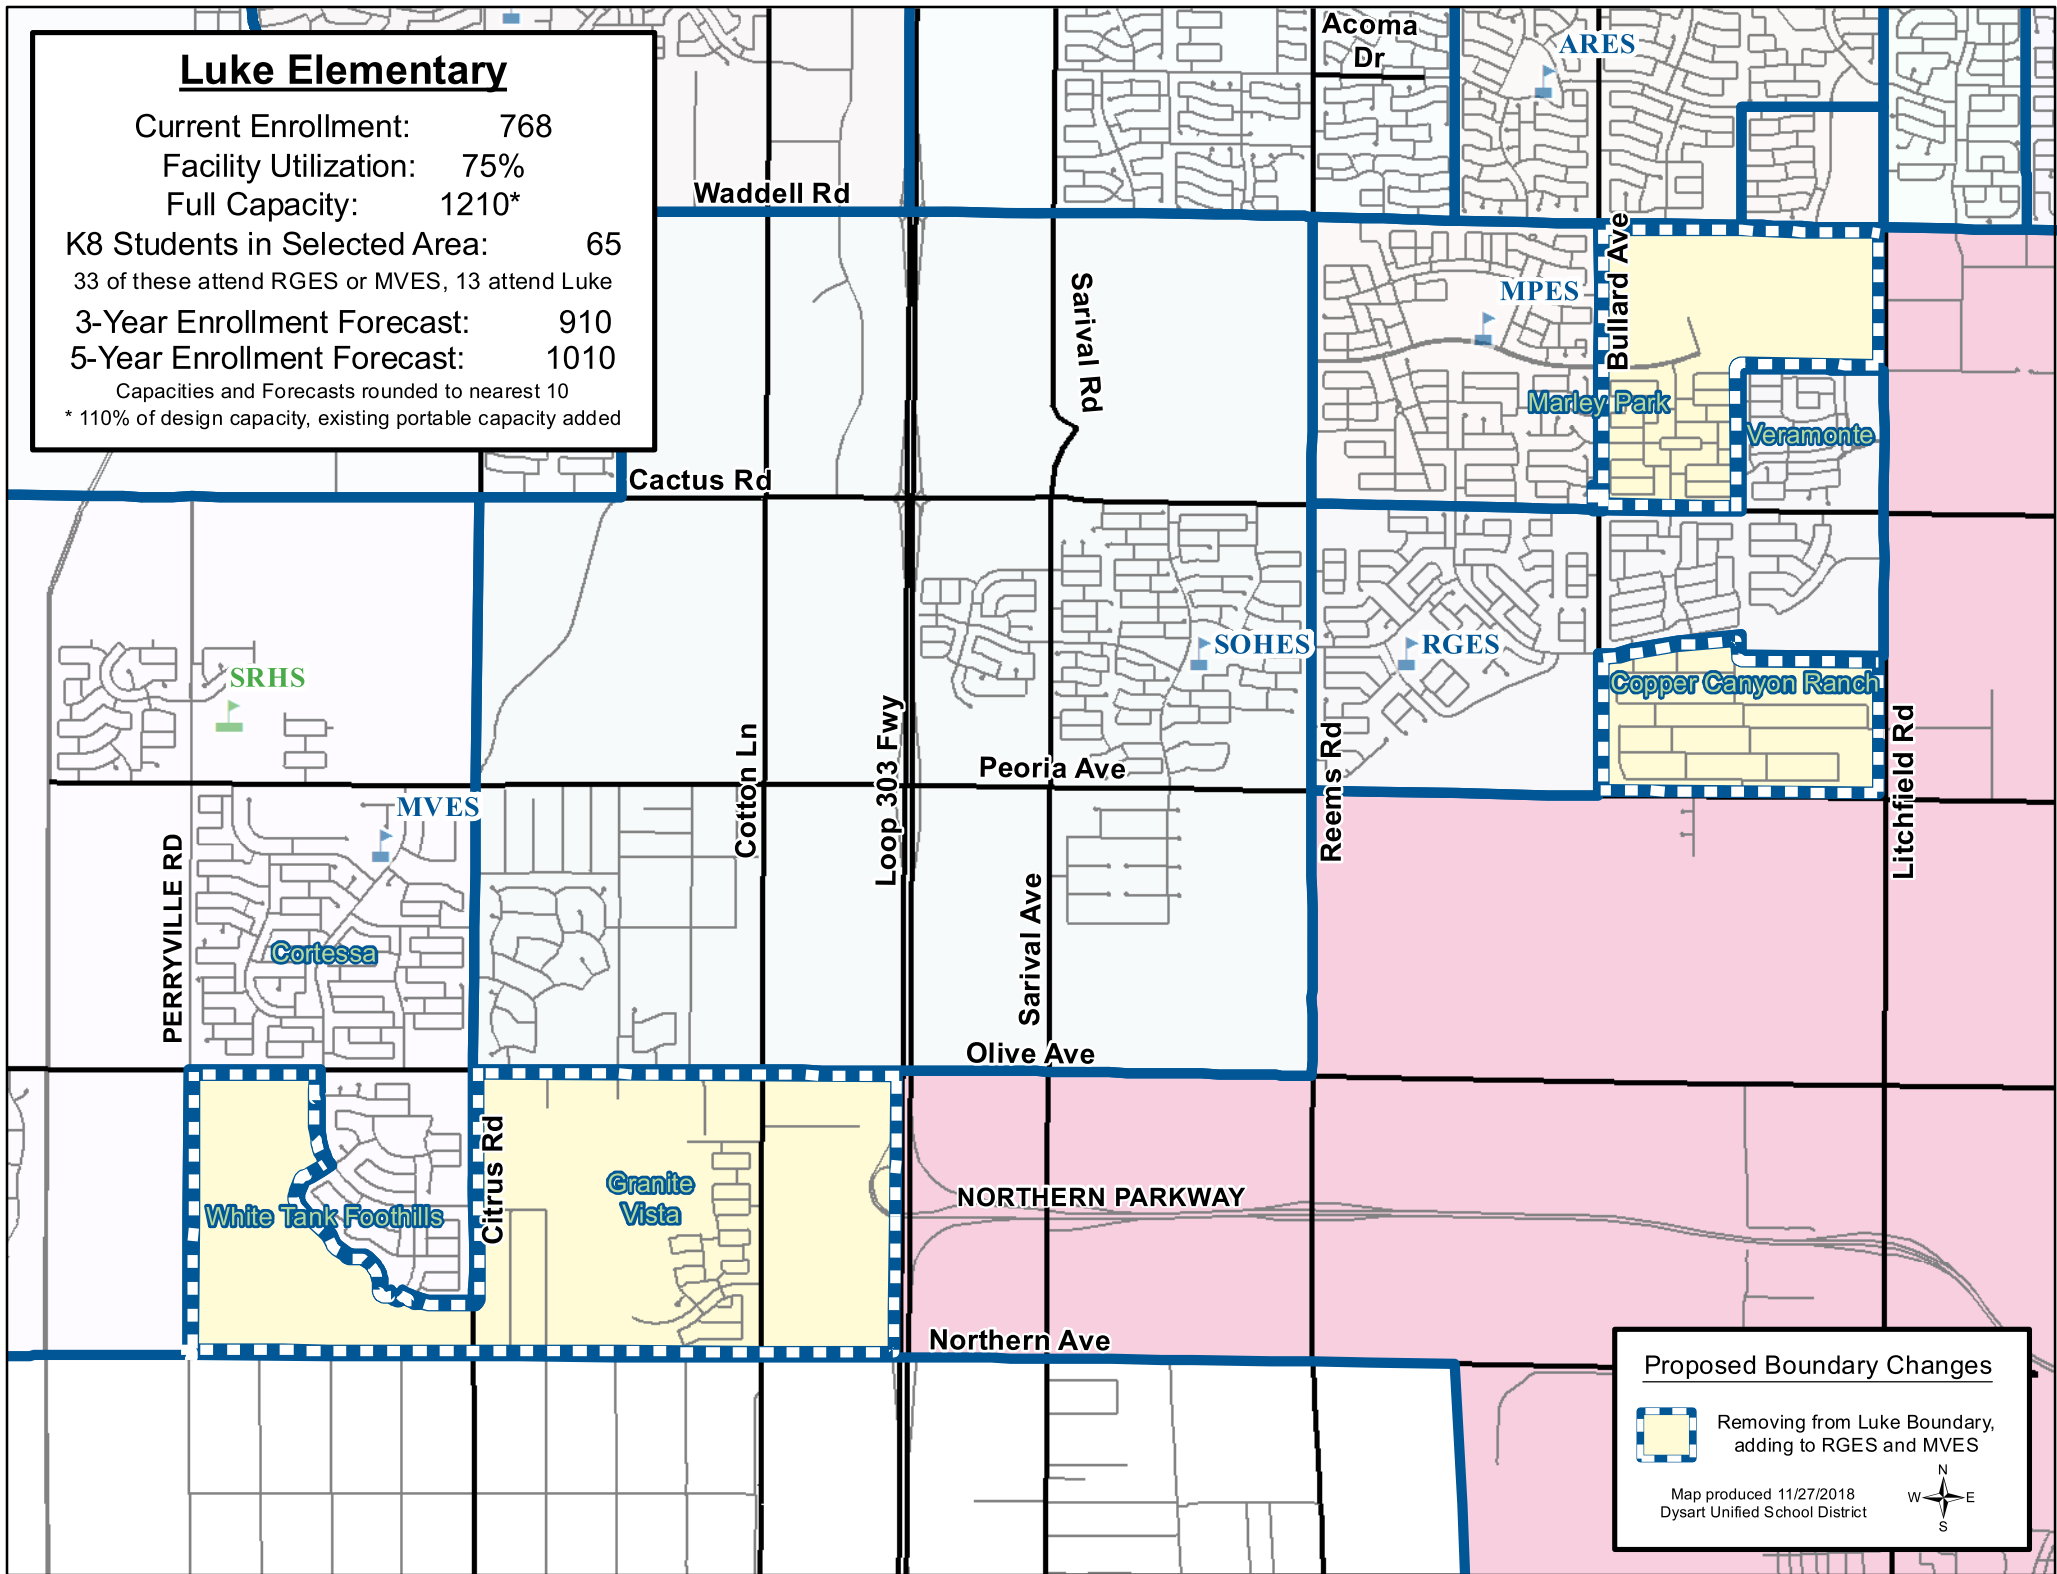 Luke Elementary
Current Enrollment: 768
Facility Utilization: 75%
Full Capacity: 1210*
K8 Students in Selected Area: 65
33 of these attend RGES or MVES, 13 attend Luke
3-Year Enrollment Forecast: 910
5-Year Enrollment Forecast: 1010
Capacities and Forecasts rounded to nearest 10
* 110% of design capacity, existing portable capacity added
Acoma
Dr
ARES
Waddell Rd
Bullard Ave
Sarival Rd
MPES
Marley Park
Veramonte
Cactus Rd
SRHS
SOHES
RGES
Copper Canyon Ranch
Cotton Ln
Loop 303 Fwy
Peoria Ave
Reems Rd
Litchfield Rd
MVES
PERRYVILLE RD
Cortessa
Sarival Ave
Olive Ave
Citrus Rd
Granite
Vista
White Tank Foothills
NORTHERN PARKWAY
Northern Ave
Proposed Boundary Changes
Removing from Luke Boundary,
adding to RGES and MVES
Map produced 11/27/2018
Dysart Unified School District
N
W E
S